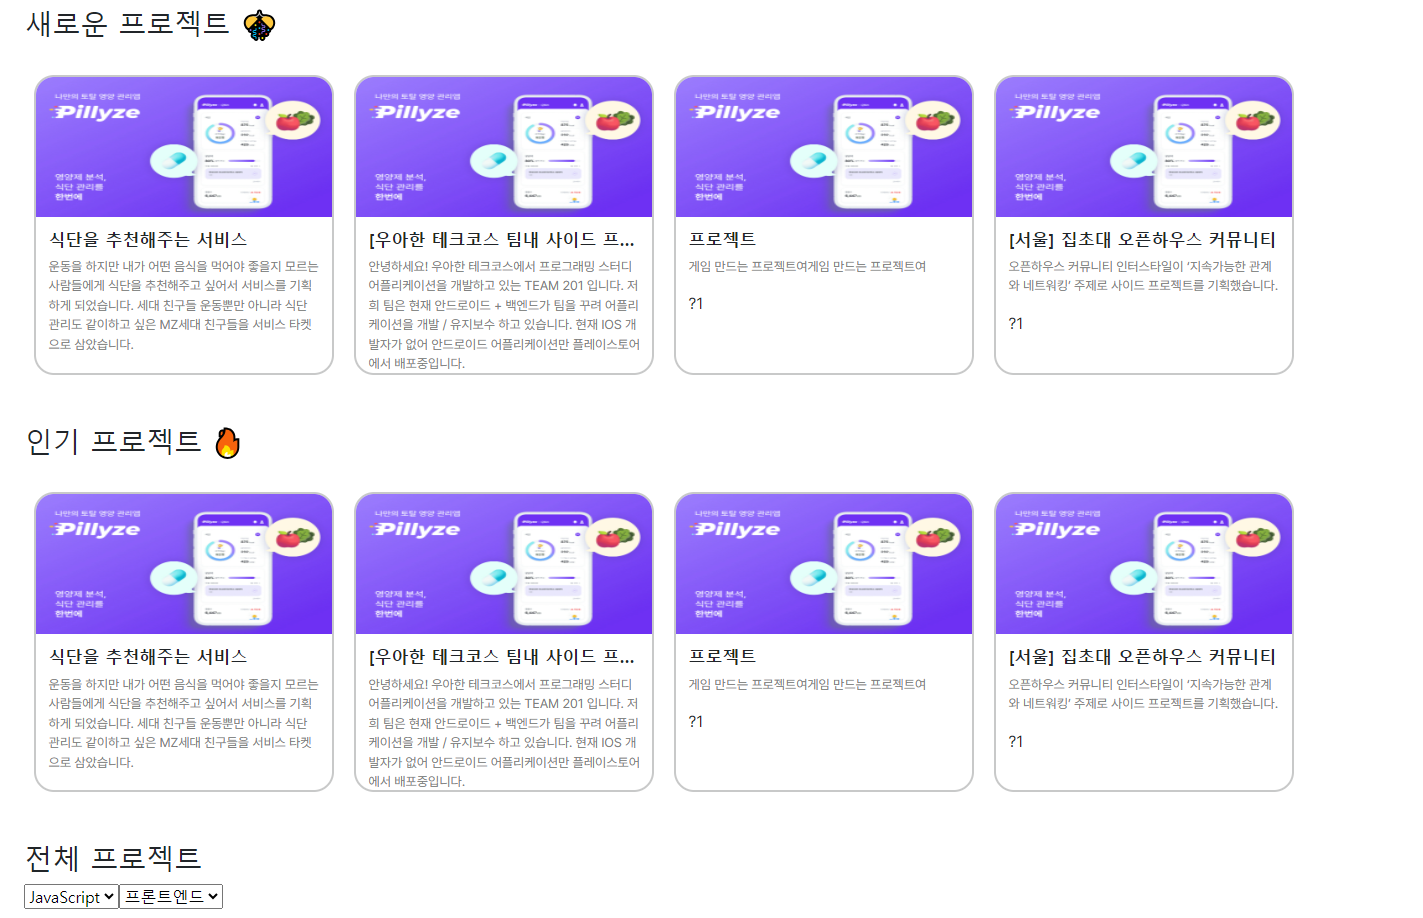 새로운 프로젝트
나만의 토탈 영양 관리앱
Pillyze
영양제 분석,
식단 관리를
한번에
나만의 토탈 영양 관리앱
Pillyze
영양제 분석,
식단 관리를
한번에
나만의 토탈 영양 관리앱
Pillyze
영양제 분석,
식단 관리를
한번에
나만의 토탈 영양 관리앱
Pillyze
영양제 분석,
식단 관리를
한번에
식단을 추천해주는 서비스
운동을 하지만 내가 어떤 음식을 먹어야 좋을지 모르는
사람들에게 식단을 추천해주고 싶어서 서비스를 기획
하게 되었습니다. 세대 친구들 운동뿐만 아니라 식단
관리도 같이하고 싶은 MZ세대 친구들을 서비스 타켓
으로 삼았습니다.
[우아한 테크코스 팀내 사이드 프...
안녕하세요! 우아한 테크코스에서 프로그래밍 스터디
어플리케이션을 개발하고 있는 TEAM 201 입니다. 저
희 팀은 현재 안드로이드 + 백엔드가 팀을 꾸려 어플리
케이션을 개발 / 유지보수 하고 있습니다. 현재 IOS 개
발자가 없어 안드로이드 어플리케이션만 플레이스토어
에서 배포중입니다.
프로젝트
게임 만드는 프로젝트여게임 만드는 프로젝트여
?1
[서울] 집초대 오픈하우스 커뮤니티
오픈하우스 커뮤니티 인터스타일이 ‘지속가능한 관계
와 네트워킹’ 주제로 사이드 프로젝트를 기획했습니다.
?1
인기 프로젝트
나만의 토탈 영양 관리앱
Pillyze
영양제 분석,
식단 관리를
한번에
나만의 토탈 영양 관리앱
Pillyze
영양제 분석,
식단 관리를
한번에
나만의 토탈 영양 관리앱
Pillyze
영양제 분석,
식단 관리를
한번에
나만의 토탈 영양 관리앱
Pillyze
영양제 분석,
식단 관리를
한번에
식단을 추천해주는 서비스
운동을 하지만 내가 어떤 음식을 먹어야 좋을지 모르는
사람들에게 식단을 추천해주고 싶어서 서비스를 기획
하게 되었습니다. 세대 친구들 운동뿐만 아니라 식단
관리도 같이하고 싶은 MZ세대 친구들을 서비스 타켓
으로 삼았습니다.
[우아한 테크코스 팀내 사이드 프...
안녕하세요! 우아한 테크코스에서 프로그래밍 스터디
어플리케이션을 개발하고 있는 TEAM 201 입니다. 저
희 팀은 현재 안드로이드 + 백엔드가 팀을 꾸려 어플리
케이션을 개발 / 유지보수 하고 있습니다. 현재 IOS 개
발자가 없어 안드로이드 어플리케이션만 플레이스토어
에서 배포중입니다.
프로젝트
게임 만드는 프로젝트여게임 만드는 프로젝트여
?1
[서울] 집초대 오픈하우스 커뮤니티
오픈하우스 커뮤니티 인터스타일이 ‘지속가능한 관계
와 네트워킹’ 주제로 사이드 프로젝트를 기획했습니다.
?1
전체 프로젝트
JavaScript 프론트엔드